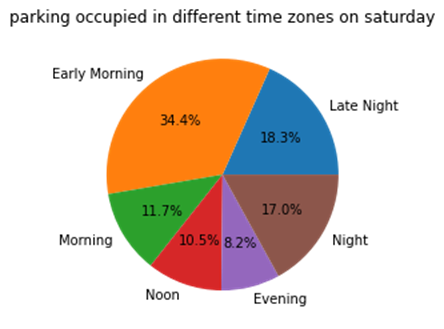 parking occupied in different time zones on saturday
Early Morning
Late Night
34.4%
18.3%
11.7%
17.0%
10.5%
8.2%
Morning
Night
Noon
Evening